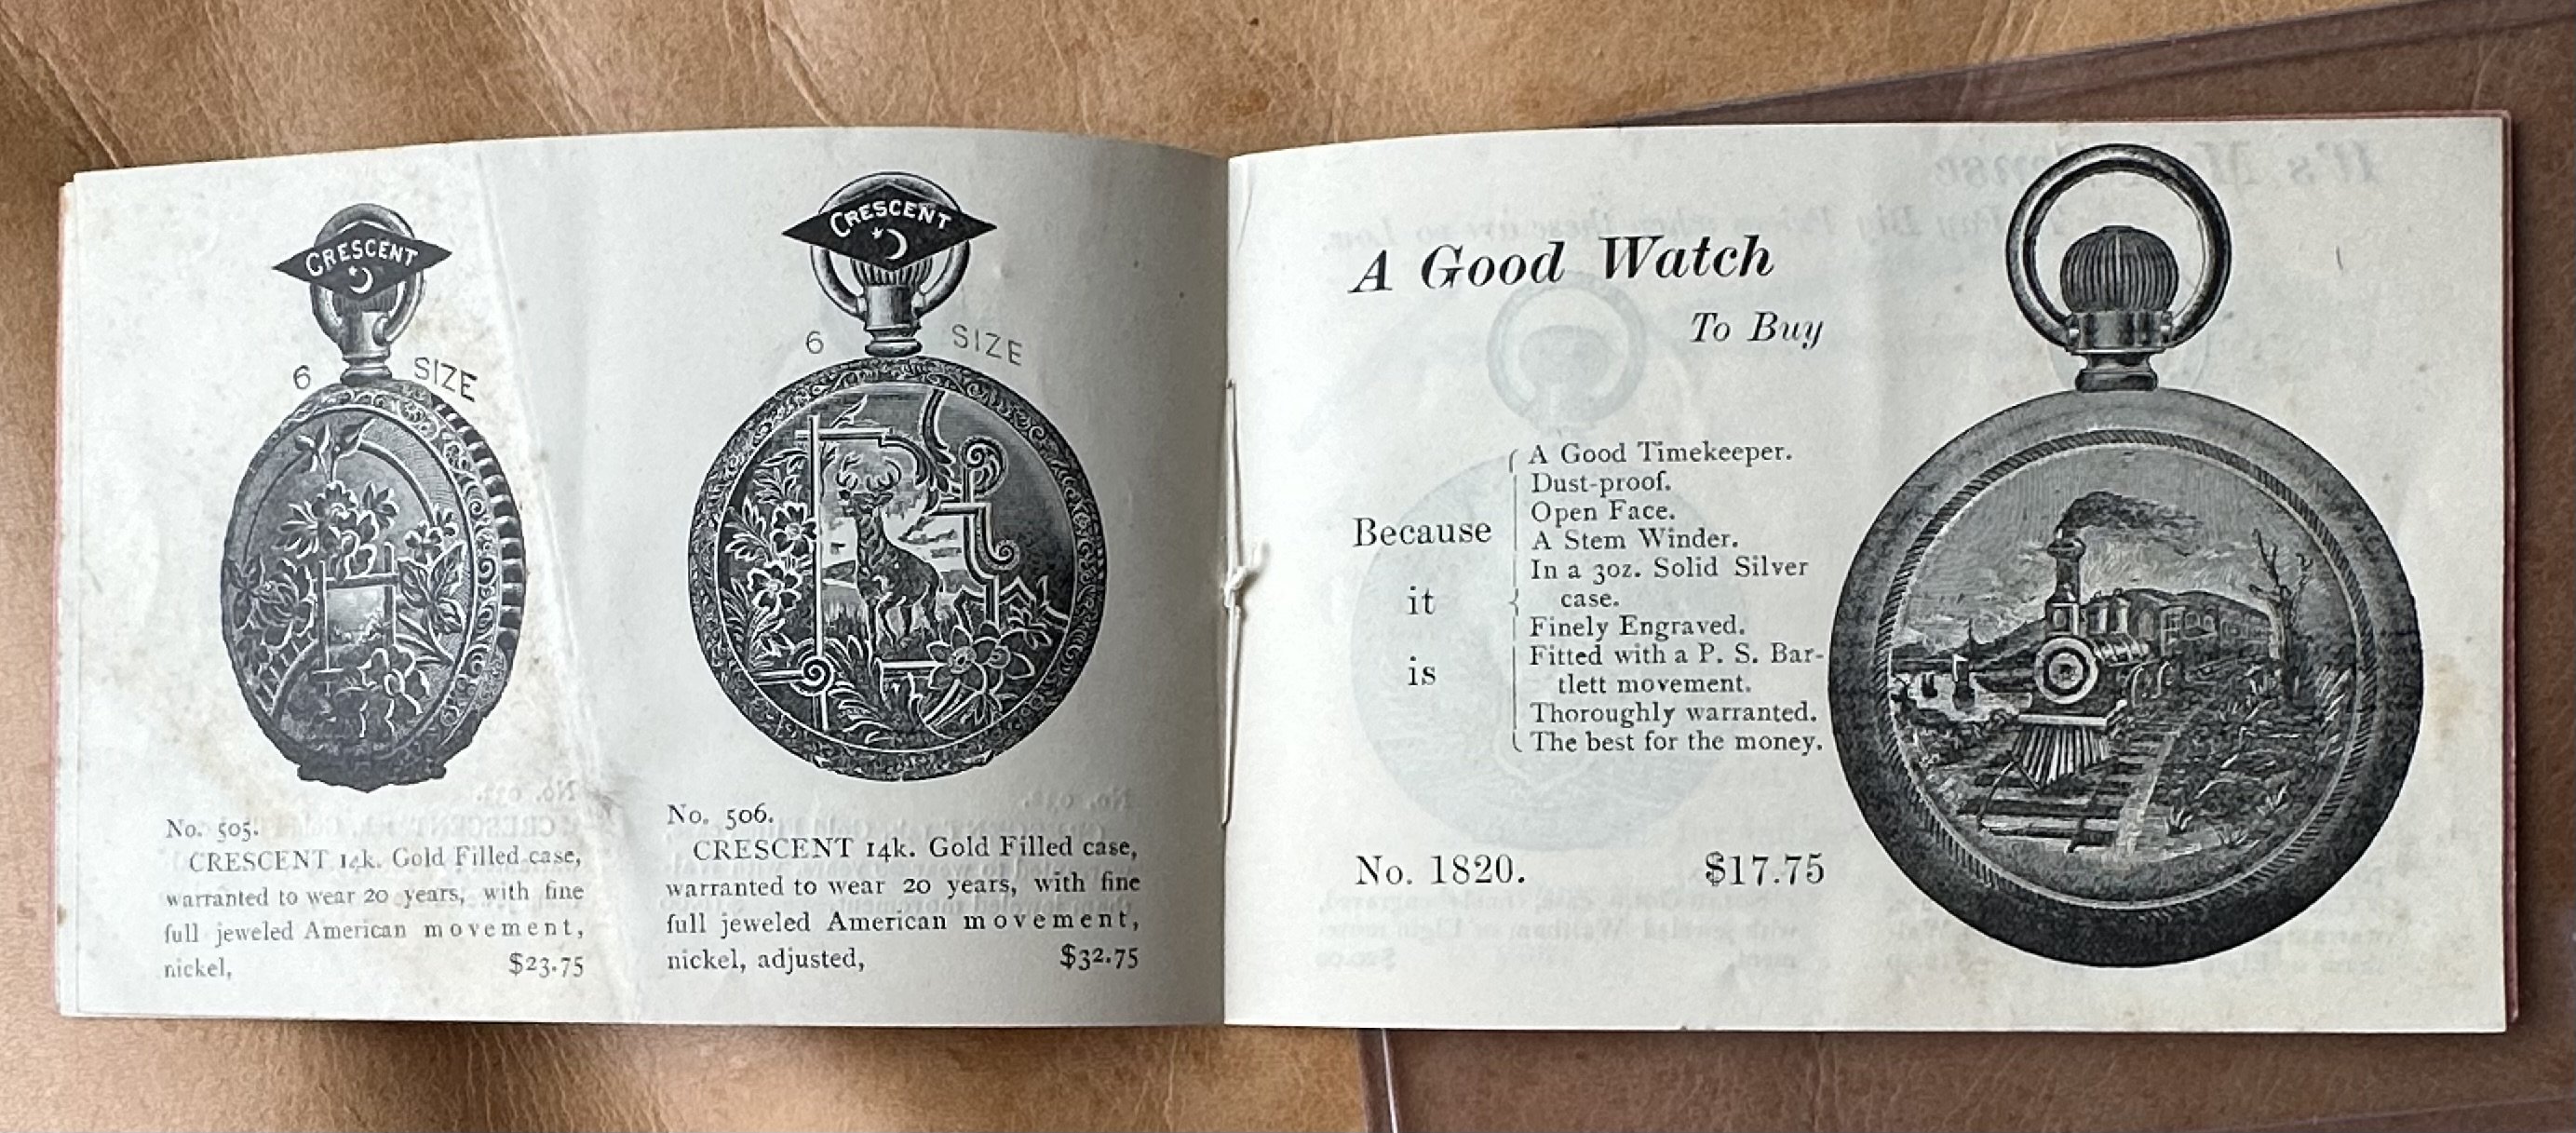 CRESCENT
6 SIZE
No. 505.
CRESCENT 14k. Gold Filled case,
warranted to wear 20 years, with fine
full jeweled American movement,
nickel, $23.75
CRESCENT
6 SIZE
No. 506.
CRESCENT 14k. Gold Filled case,
warranted to wear 20 years, with fine
full jeweled American movement,
nickel, adjusted, $32.75
A Good Watch
To Buy
Because
it
is
A Good Timekeeper.
Dust-proof.
Open Face.
A Stem Winder.
In a 3oz. Solid Silver
case.
Finely Engraved.
Fitted with a P. S. Bar-
tlett movement.
Thoroughly warranted.
The best for the money.
No. 1820. $17.75